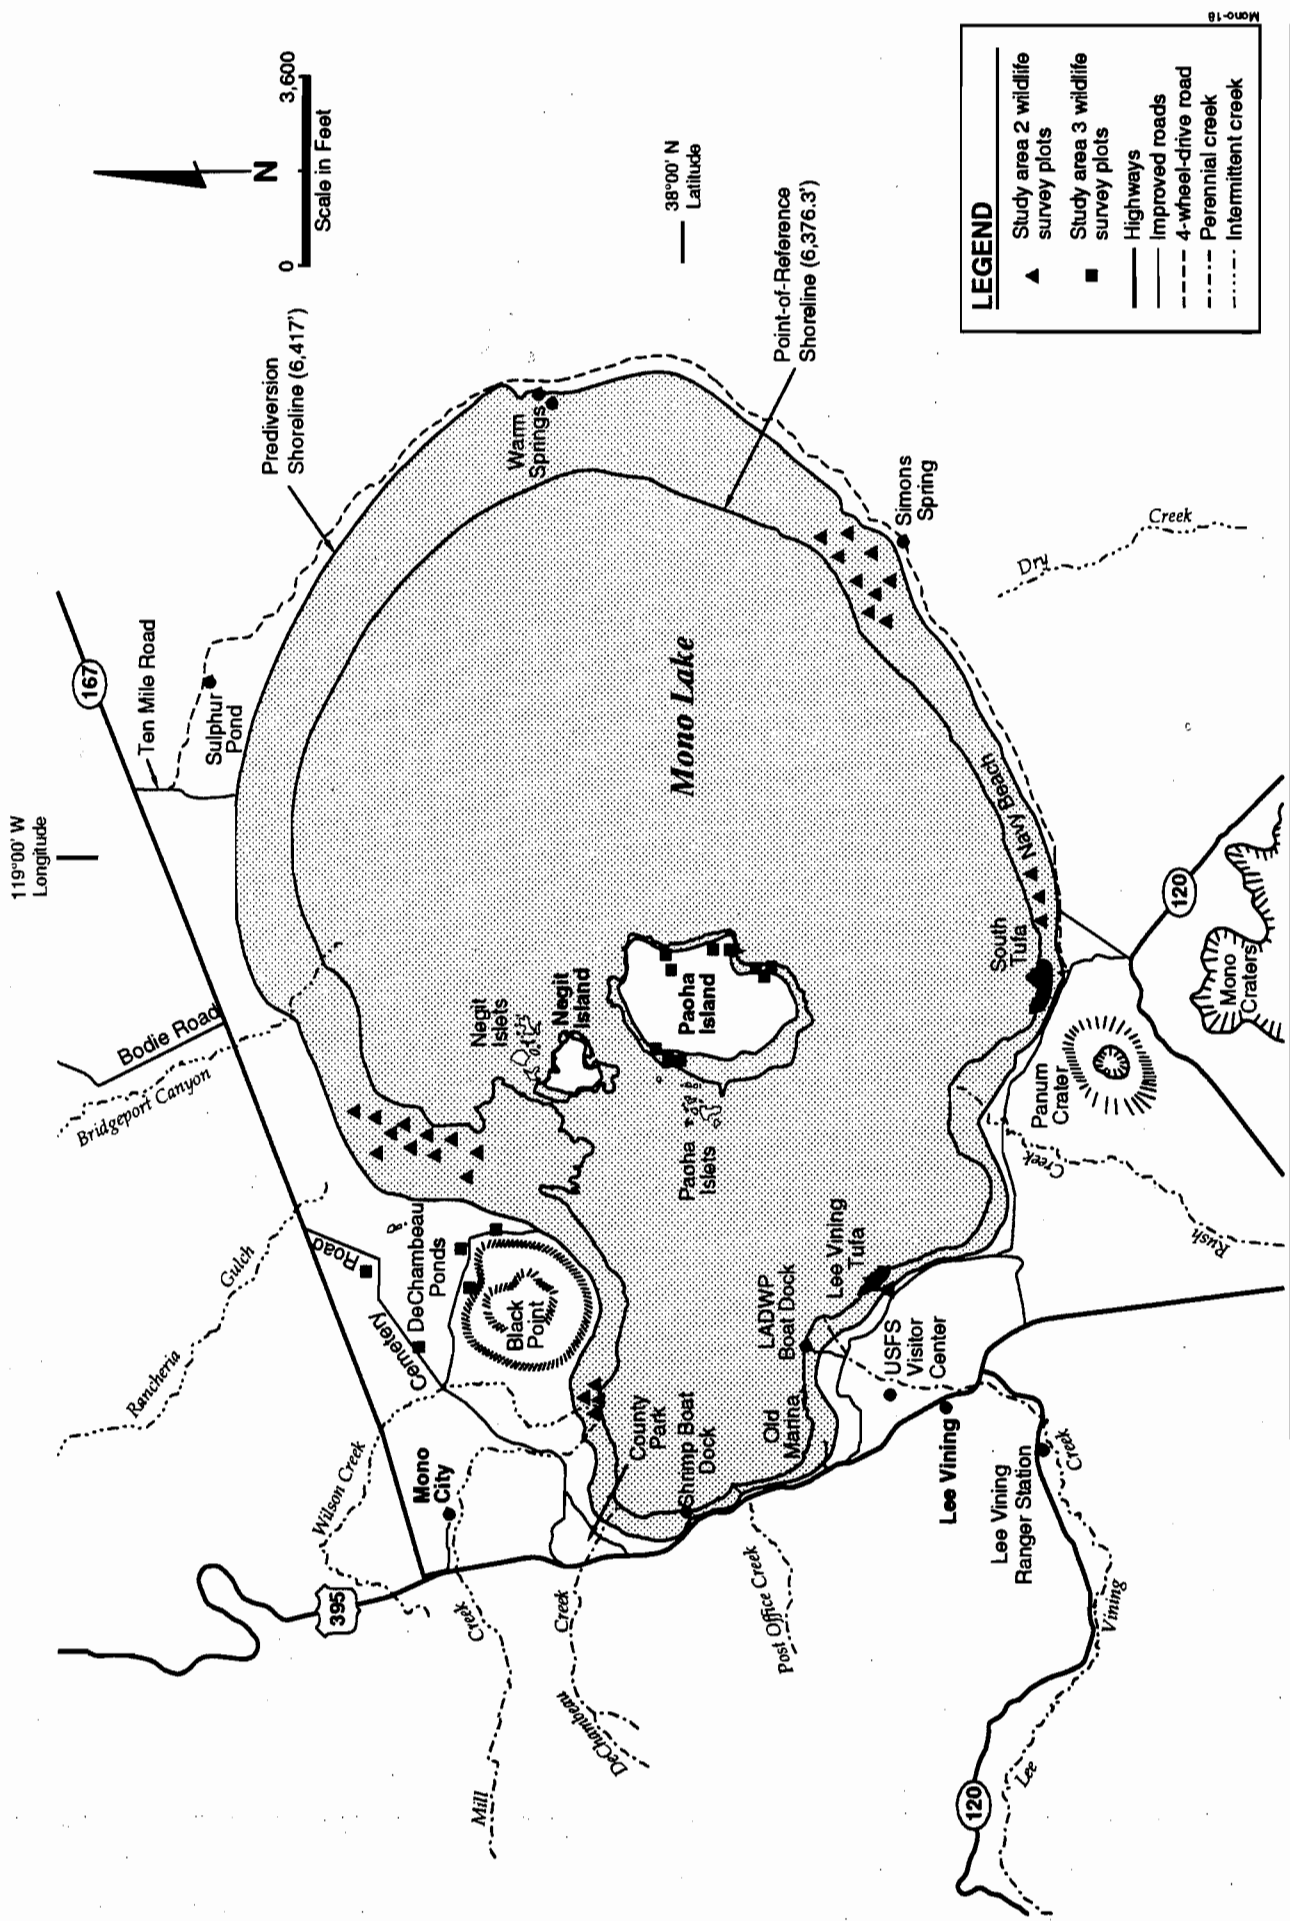 119°00' W
Longitude
167
Ten Mile Road
Sulphur
Pond
Prediversion
Shoreline (6,417')
N
0
3,600
Scale in Feet
38°00' N
Latitude
Point-of-Reference
Shoreline (6,376.3')
Warm
Springs
Simons
Spring
Dry
Creek
Mono Lake
Navy Beach
South
Tufa
120
Mono
Craters
Panum
Crater
Rush
Creek
Bodie Road
Bridgeport Canyon
Negit
Islets
Negit
Island
Paoha
Island
Paoha
Islets
Rancheria
Gulch
Cemetery
Road
DeChambeau
Ponds
Black
Point
Wilson Creek
Mono
City
395
Mill
Creek
DeChambeau
Creek
County
Park
Shrimp Boat
Dock
Old
Marina
LADWP
Boat Dock
Lee Vining
Tufa
USFS
Visitor
Center
Lee Vining
Lee Vining
Ranger Station
Post Office Creek
Lee
Vining
Creek
120
LEGEND
Study area 2 wildlife
survey plots
Study area 3 wildlife
survey plots
Highways
Improved roads
4-wheel-drive road
Perennial creek
Intermittent creek
Mono-18